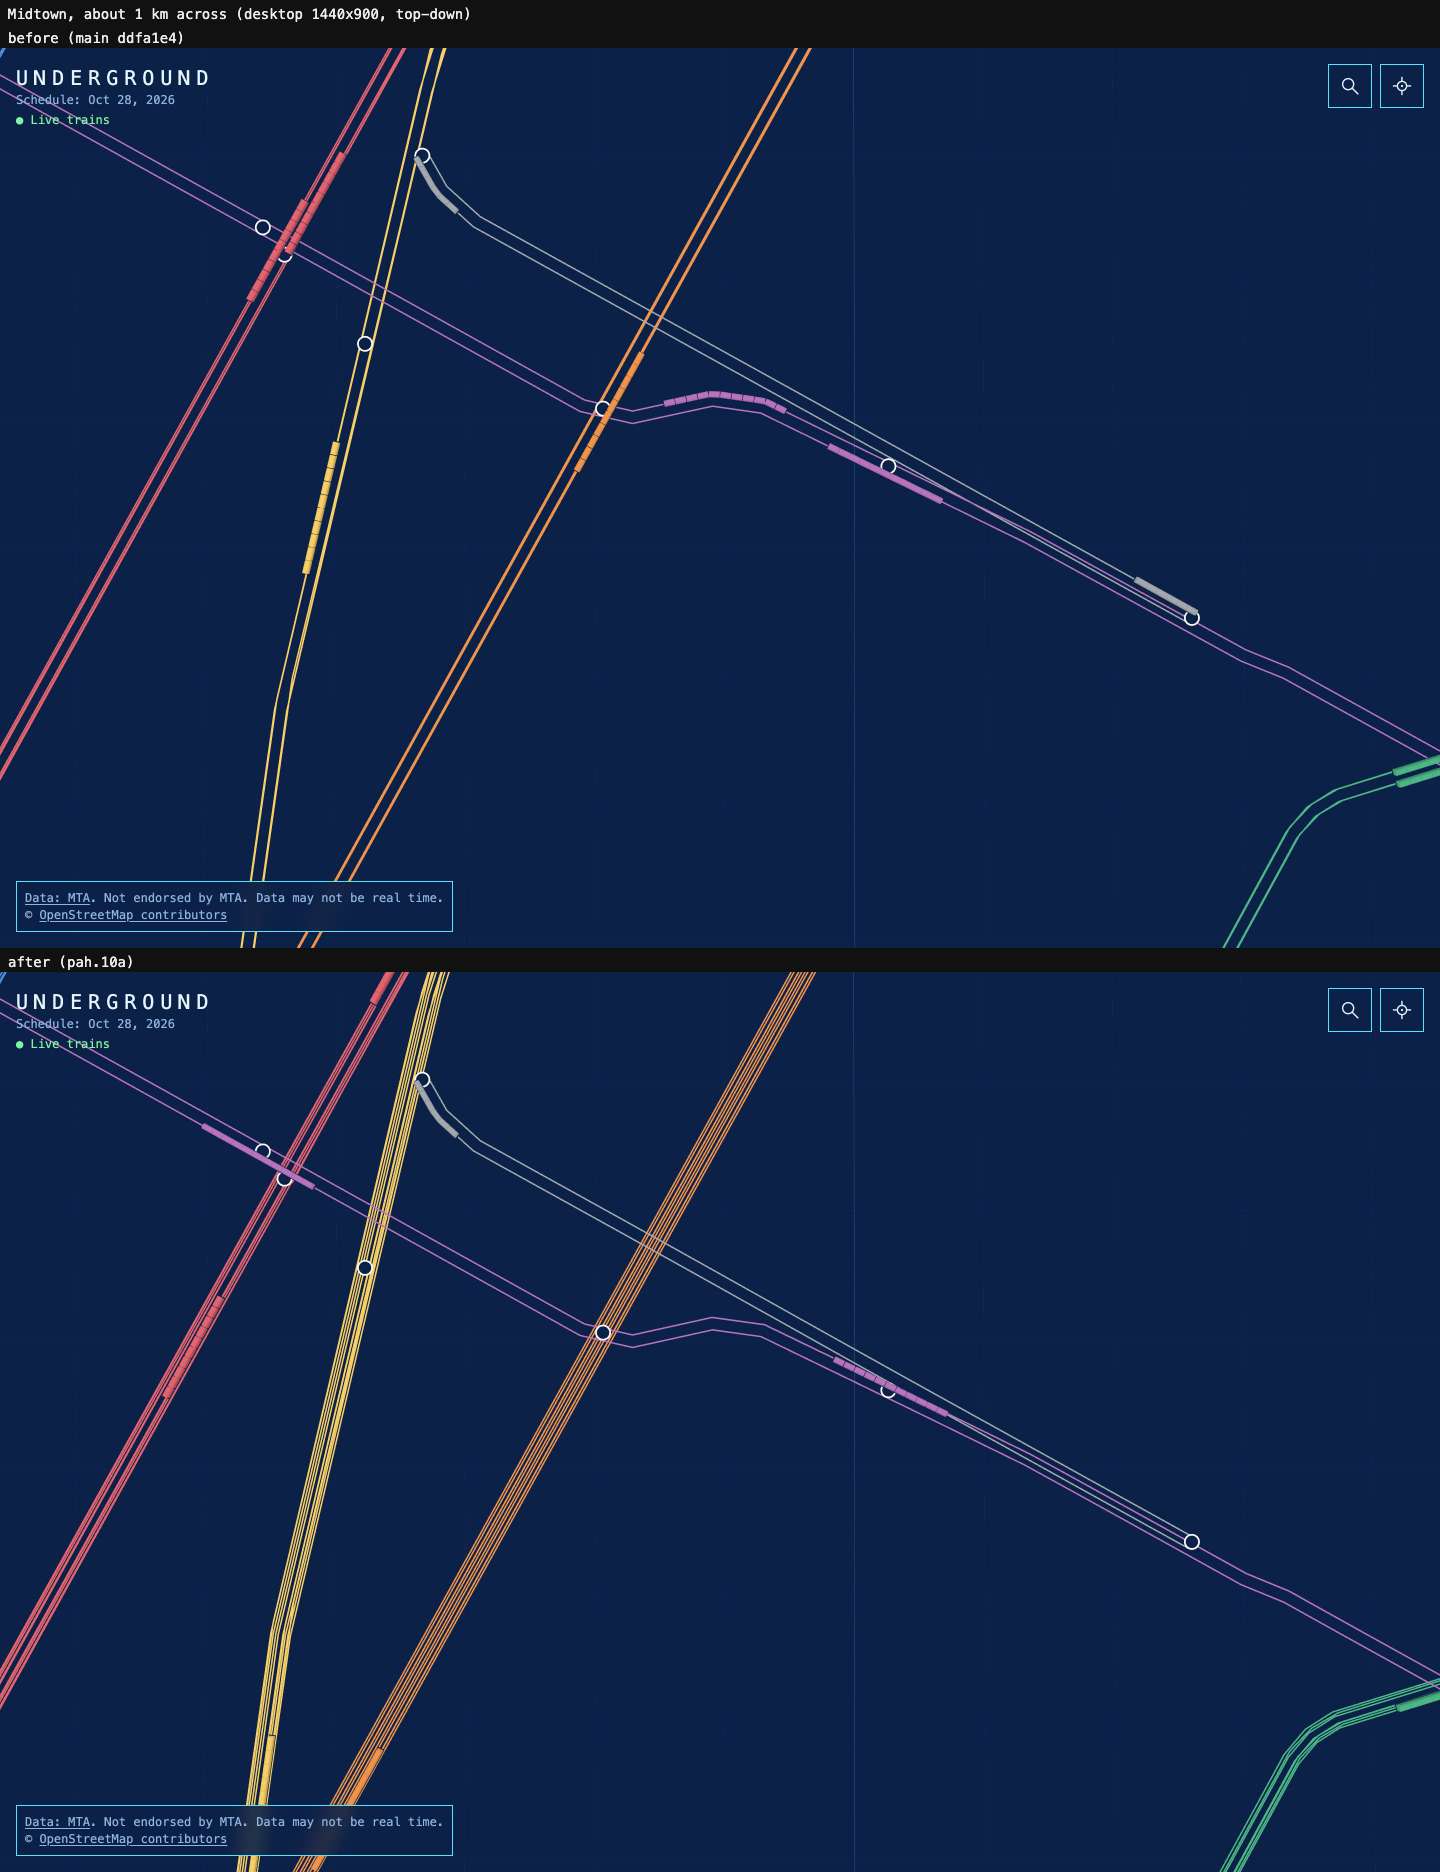 Midtown, about 1 km across (desktop 1440x900, top-down)
before (main ddfa1e4)
UNDERGROUND
Schedule: Oct 28, 2026
Live trains
Data: MTA. Not endorsed by MTA. Data may not be real time.
© OpenStreetMap contributors
after (pah.10a)
UNDERGROUND
Schedule: Oct 28, 2026
Live trains
Data: MTA. Not endorsed by MTA. Data may not be real time.
© OpenStreetMap contributors